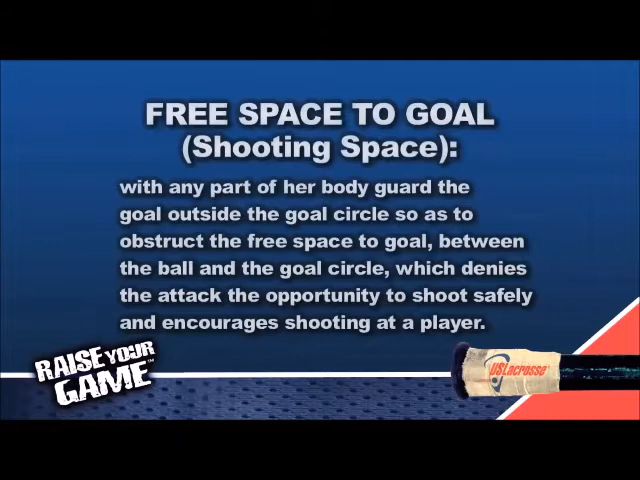 FREE SPACE TO GOAL
(Shooting Space):
with any part of her body guard the
goal outside the goal circle so as to
obstruct the free space to goal, between
the ball and the goal circle, which denies
the attack the opportunity to shoot safely
and encourages shooting at a player.
RAISE YOUR
GAME™
USLacrosse